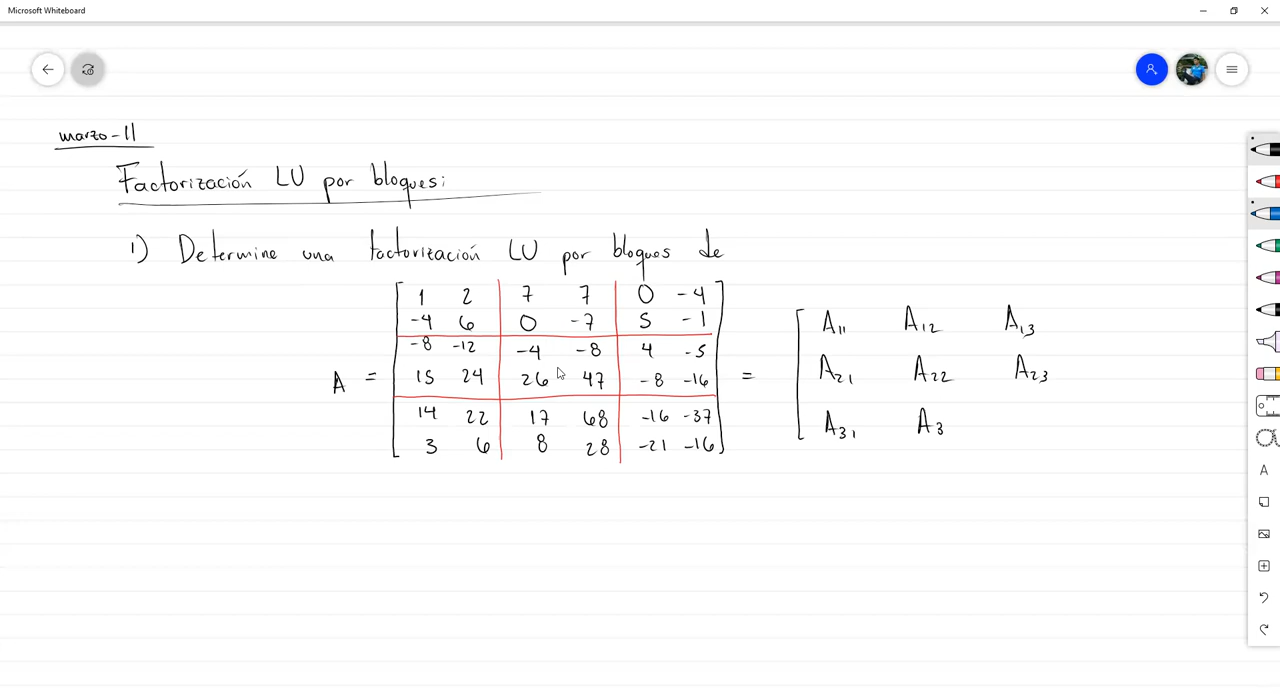 Microsoft Whiteboard
marzo-11
Factorización LU por bloques:
1) Determine una factorización LU por bloques de
1 2 7 7 0 -4
-4 6 0 -7 5 -1
-8 -12 -4 -8 4 -5
15 24 26 47 -8 -16
14 22 17 68 -16 -37
3 6 8 28 -21 -16
A = =
A11 A12 A13
A21 A22 A23
A31 A3
A